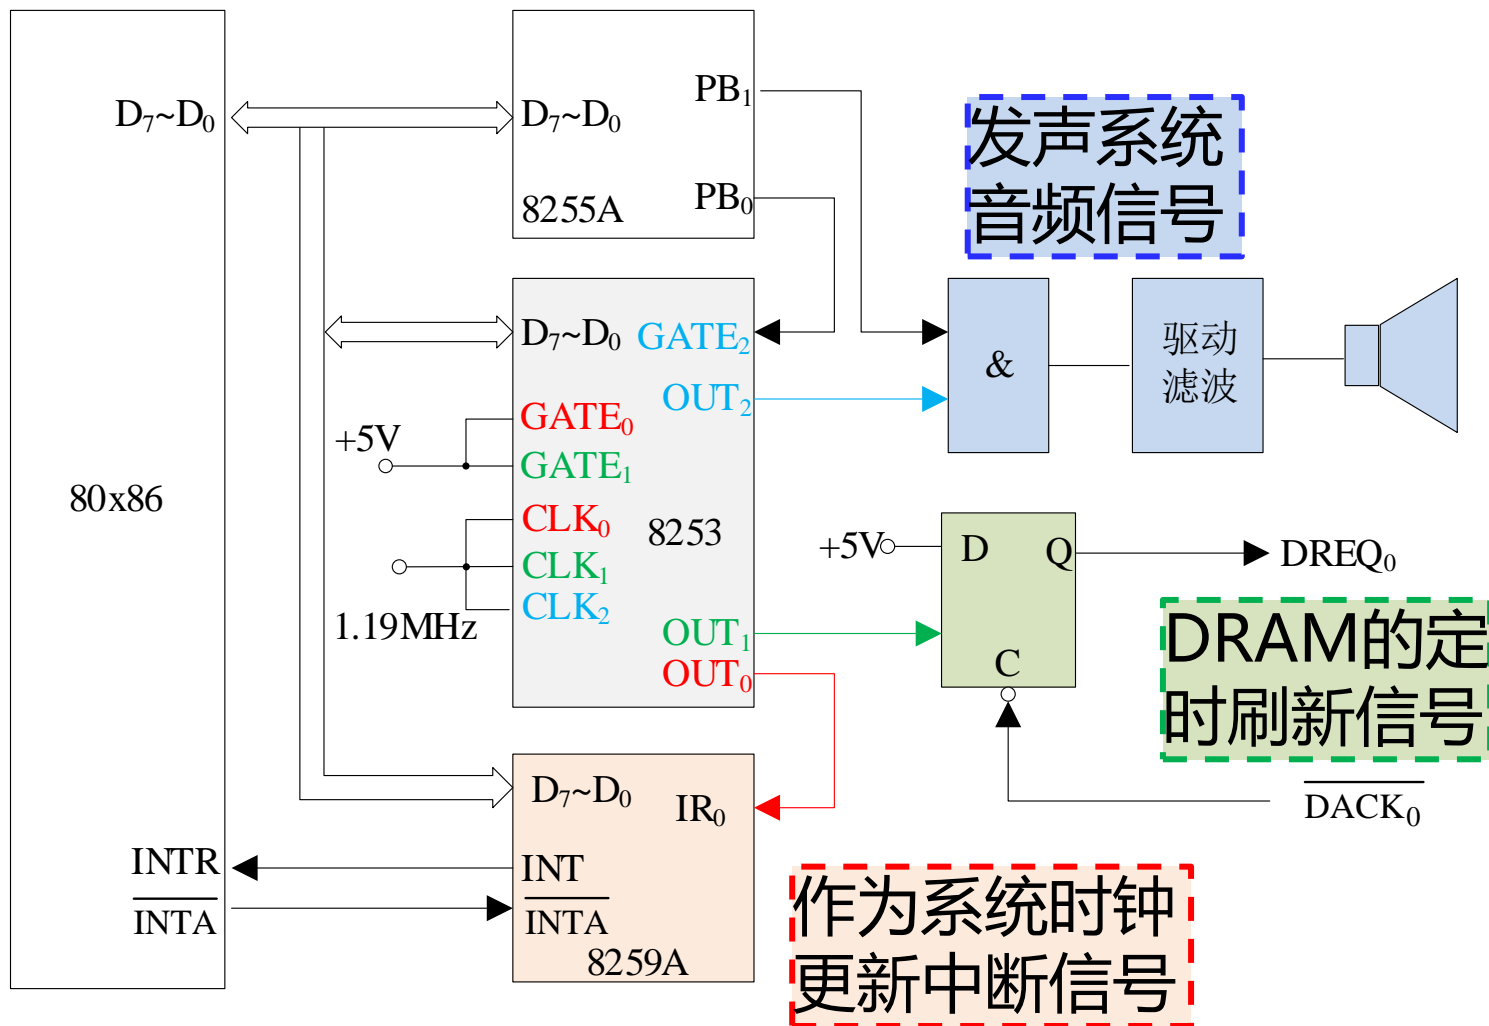 D₇~D₀
80x86
INTR
INTA
D₇~D₀
PB₁
PB₀
8255A
D₇~D₀
GATE₂
OUT₂
GATE₀
GATE₁
CLK₀
CLK₁
CLK₂
8253
OUT₁
OUT₀
+5V
1.19MHz
D₇~D₀
IR₀
INT
INTA
8259A
发声系统
音频信号
&
驱动
滤波
+5V
D
Q
C
DREQ₀
DRAM的定
时刷新信号
DACK₀
作为系统时钟
更新中断信号